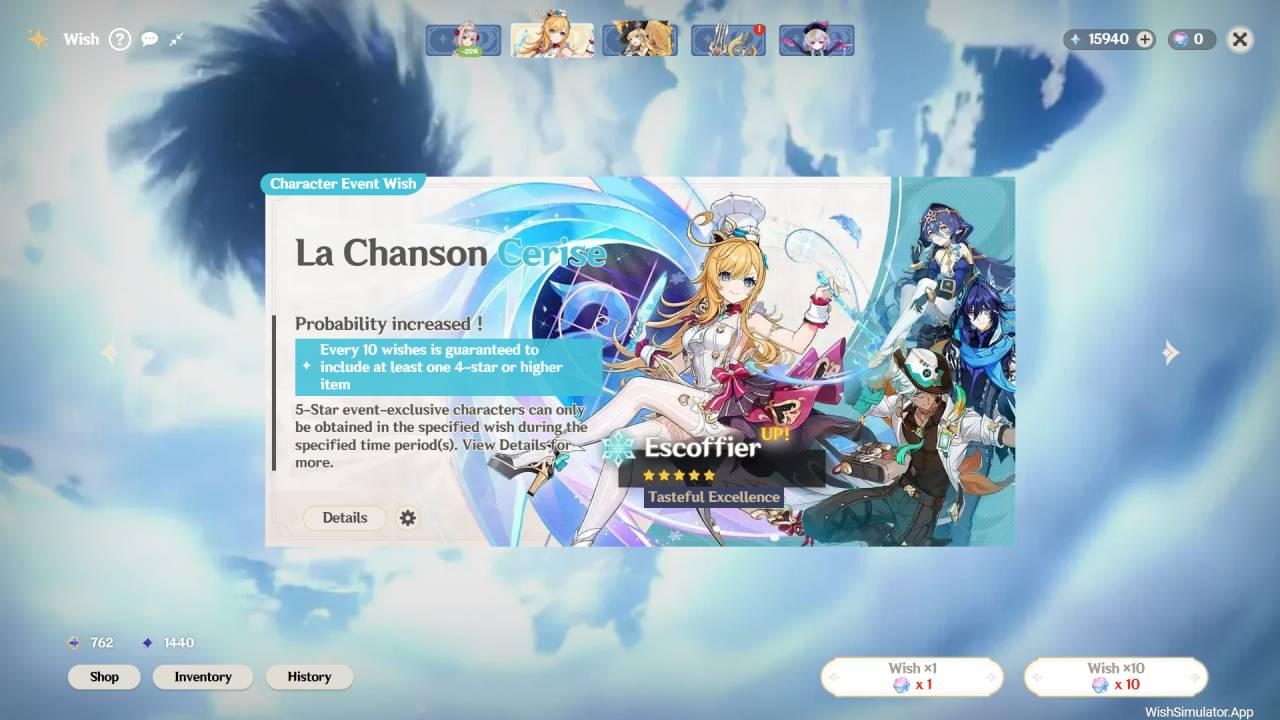 Wish ?
-20%
!
15940 +
0
Character Event Wish
La Chanson Cerise
Probability increased !
Every 10 wishes is guaranteed to
include at least one 4-star or higher
item
5-Star event-exclusive characters can only
be obtained in the specified wish during the
specified time period(s). View Details for
more.
UP!
Escoffier
Tasteful Excellence
Details
762
1440
Shop
Inventory
History
Wish ×1
x 1
Wish ×10
x 10
WishSimulator.App